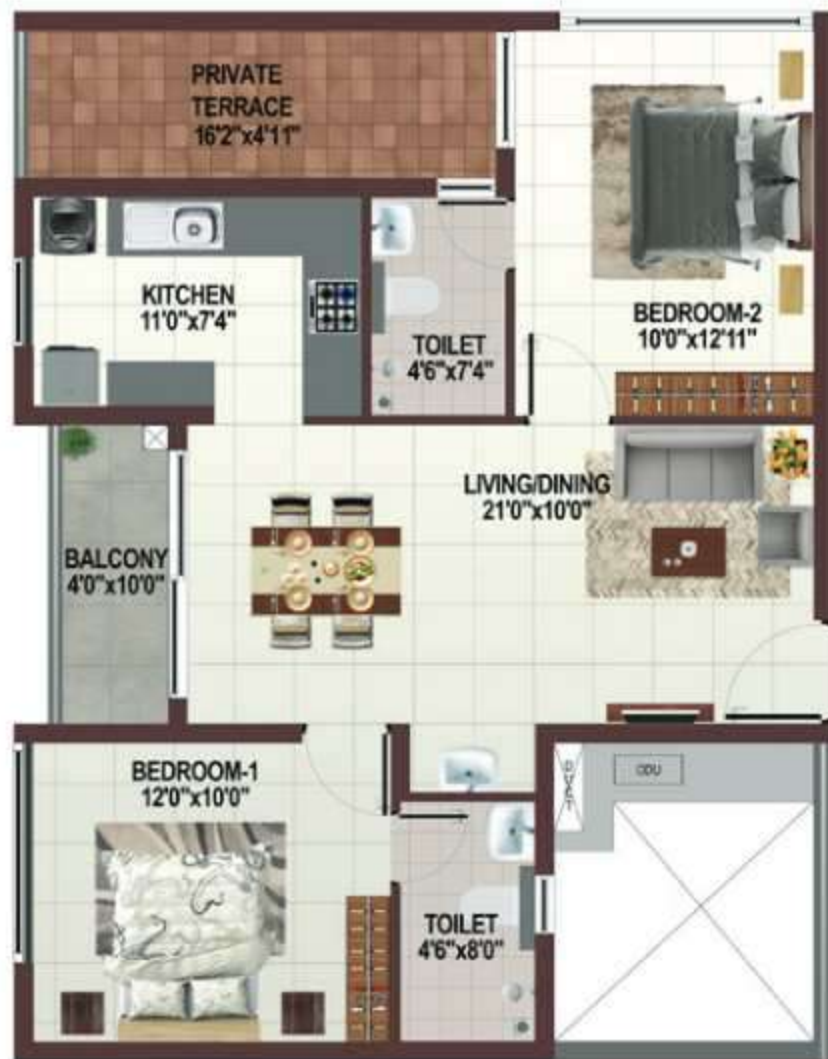 PRIVATE
TERRACE
16'2"x4'11"
KITCHEN
11'0"x7'4"
TOILET
4'6"x7'4"
BEDROOM-2
10'0"x12'11"
LIVING/DINING
21'0"x10'0"
BALCONY
4'0"x10'0"
BEDROOM-1
12'0"x10'0"
DUCT
ODU
TOILET
4'6"x8'0"